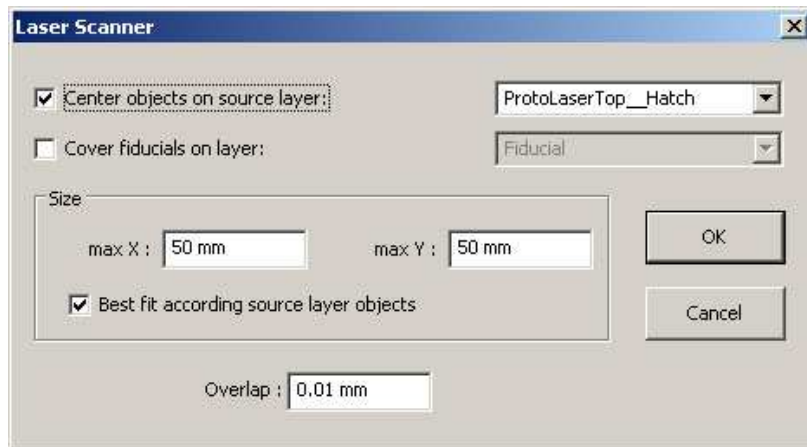 Laser Scanner
Center objects on source layer:
ProtoLaserTop__Hatch
Cover fiducials on layer:
Fiducial
Size
max X : 50 mm
max Y : 50 mm
OK
Best fit according source layer objects
Cancel
Overlap : 0.01 mm